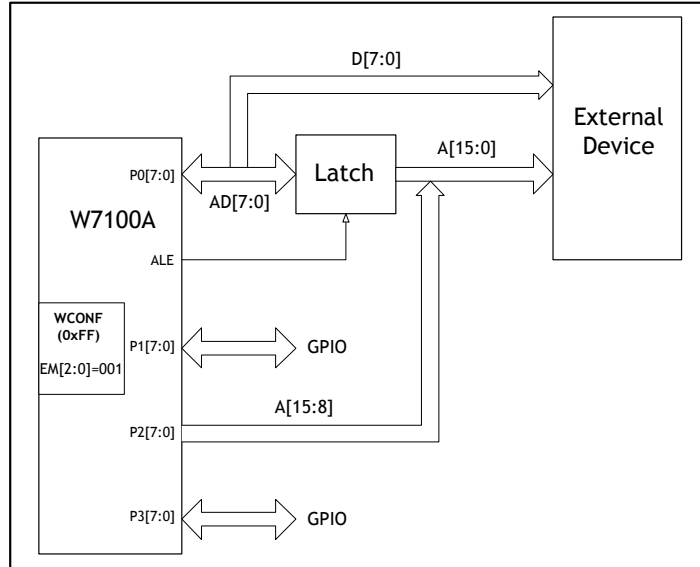 D[7:0]
External
Device
P0[7:0]
Latch
A[15:0]
AD[7:0]
W7100A
ALE
WCONF
(0xFF)
EM[2:0]=001
P1[7:0]
GPIO
A[15:8]
P2[7:0]
P3[7:0]
GPIO